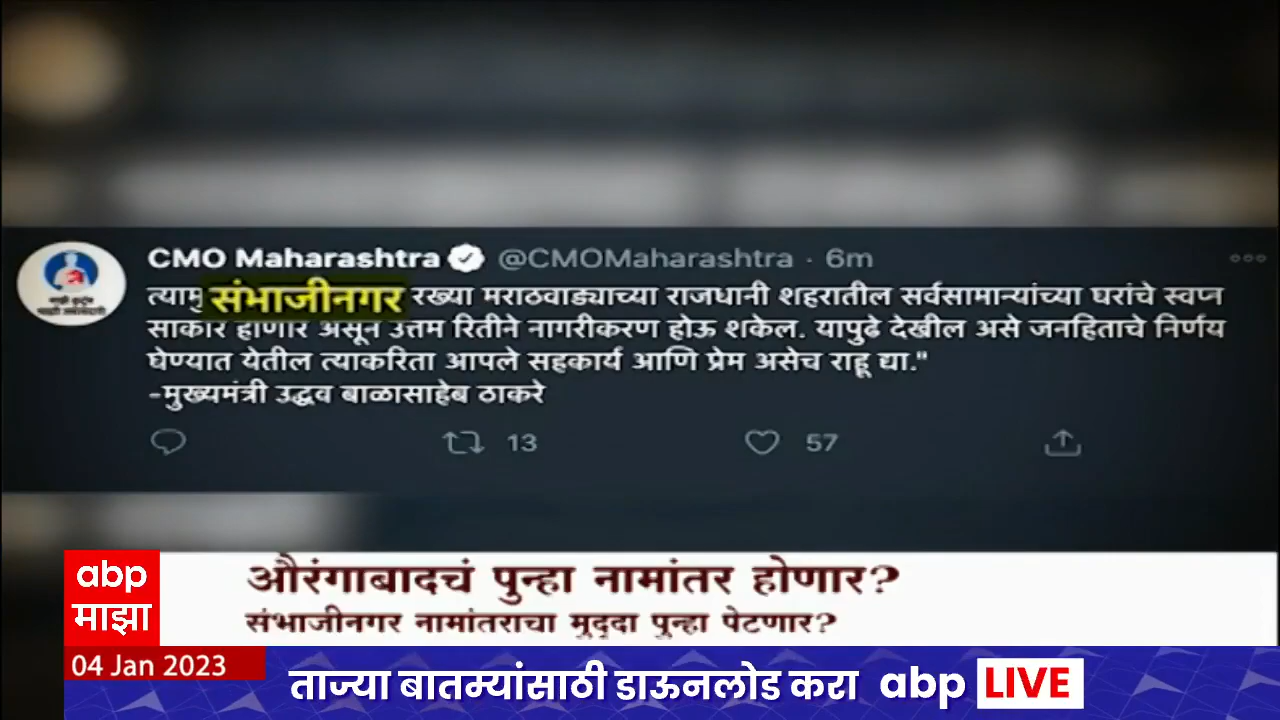 CMO Maharashtra @CMOMaharashtra · 6m
त्यामु संभाजीनगर रख्या मराठवाड्याच्या राजधानी शहरातील सर्वसामान्यांच्या घरांचे स्वप्न
साकार होणार असून उत्तम रितीने नागरीकरण होऊ शकेल. यापुढे देखील असे जनहिताचे निर्णय
घेण्यात येतील त्याकरिता आपले सहकार्य आणि प्रेम असेच राहू द्या."
-मुख्यमंत्री उद्धव बाळासाहेब ठाकरे
13 57
abp
माझा
औरंगाबादचं पुन्हा नामांतर होणार?
संभाजीनगर नामांतराचा मुद्दा पुन्हा पेटणार?
04 Jan 2023
ताज्या बातम्यांसाठी डाऊनलोड करा abp LIVE